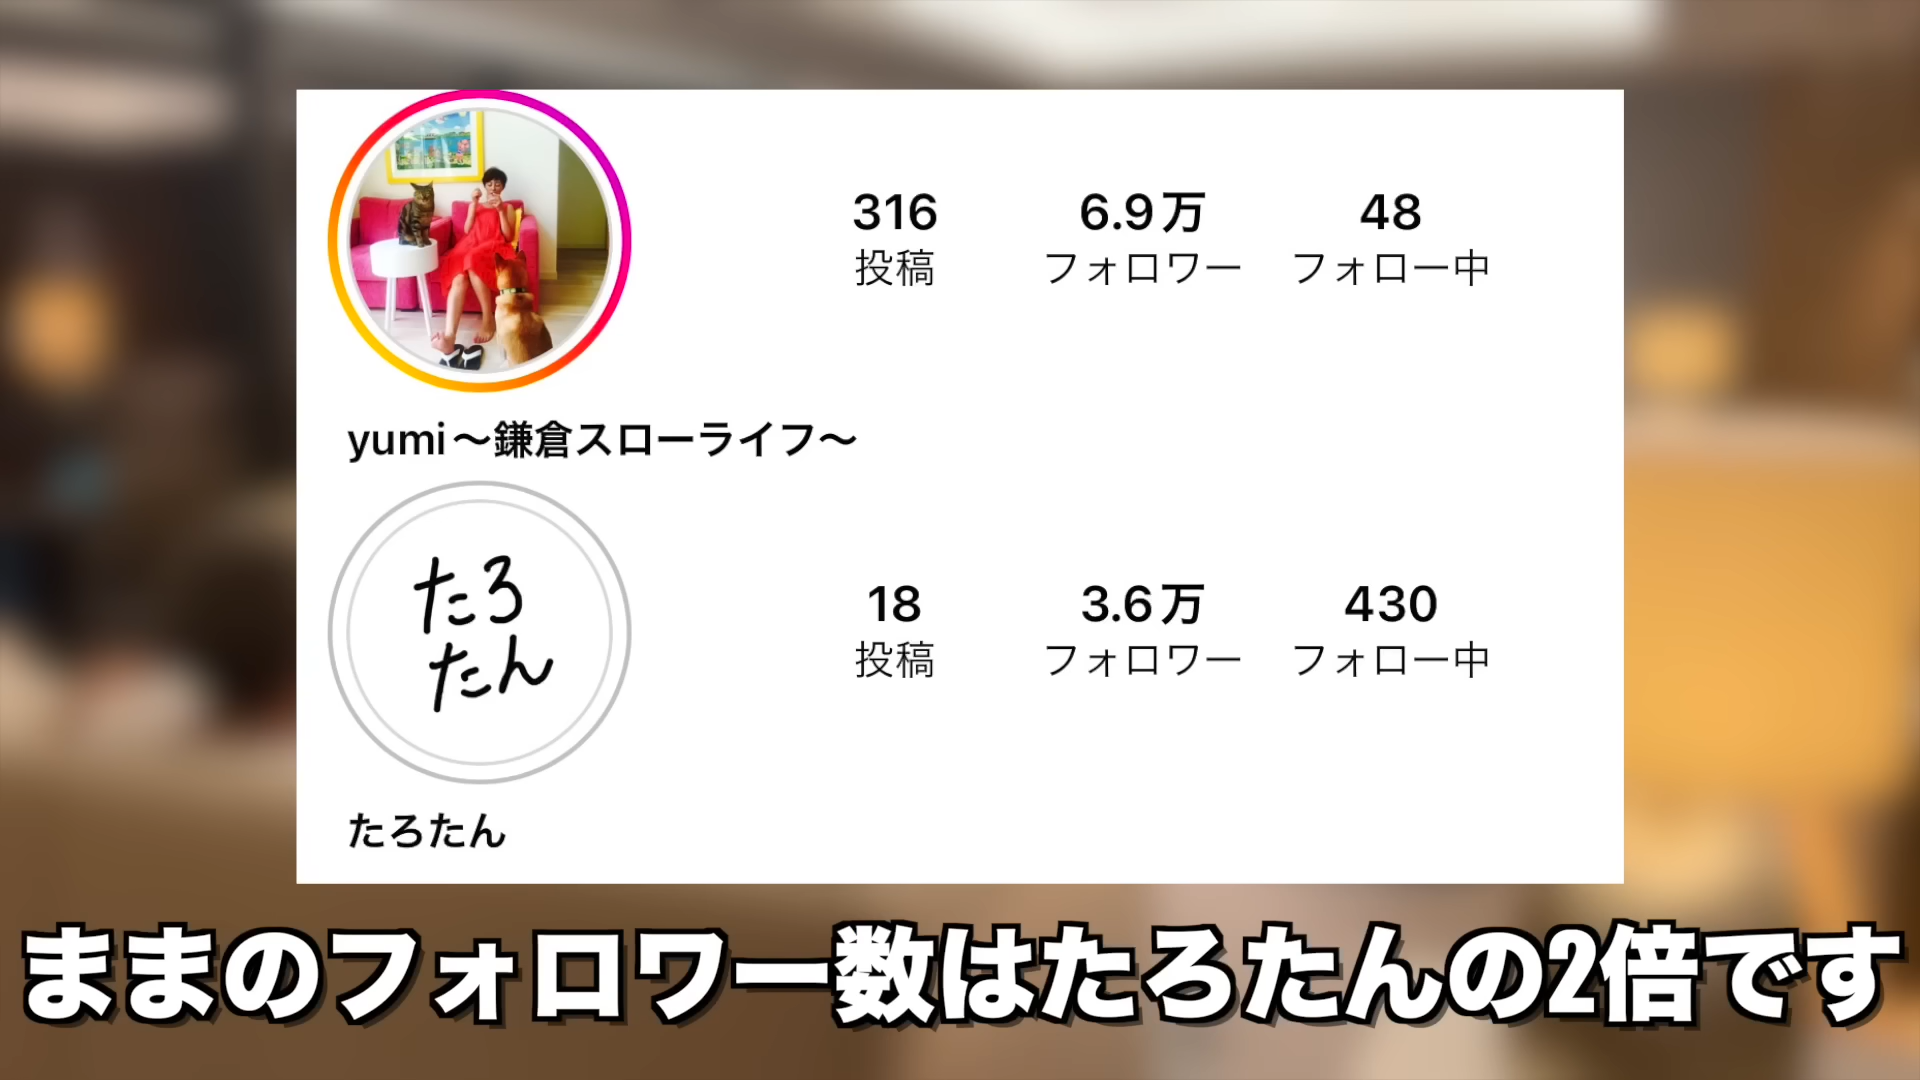 316 6.9万 48
投稿 フォロワー フォロー中
yumi〜鎌倉スローライフ〜
たろ
たん
18 3.6万 430
投稿 フォロワー フォロー中
たろたん
ままのフォロワー数はたろたんの2倍です